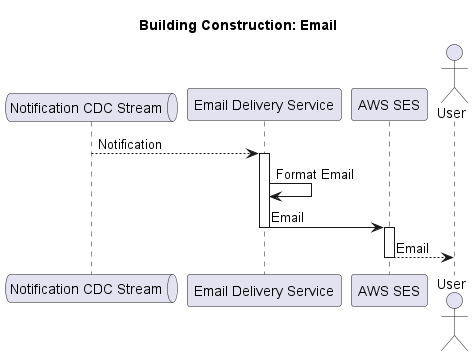 Building Construction: Email
User
Notification CDC Stream
Email Delivery Service
AWS SES
Notification
Format Email
Email
Email
Notification CDC Stream
Email Delivery Service
AWS SES
User